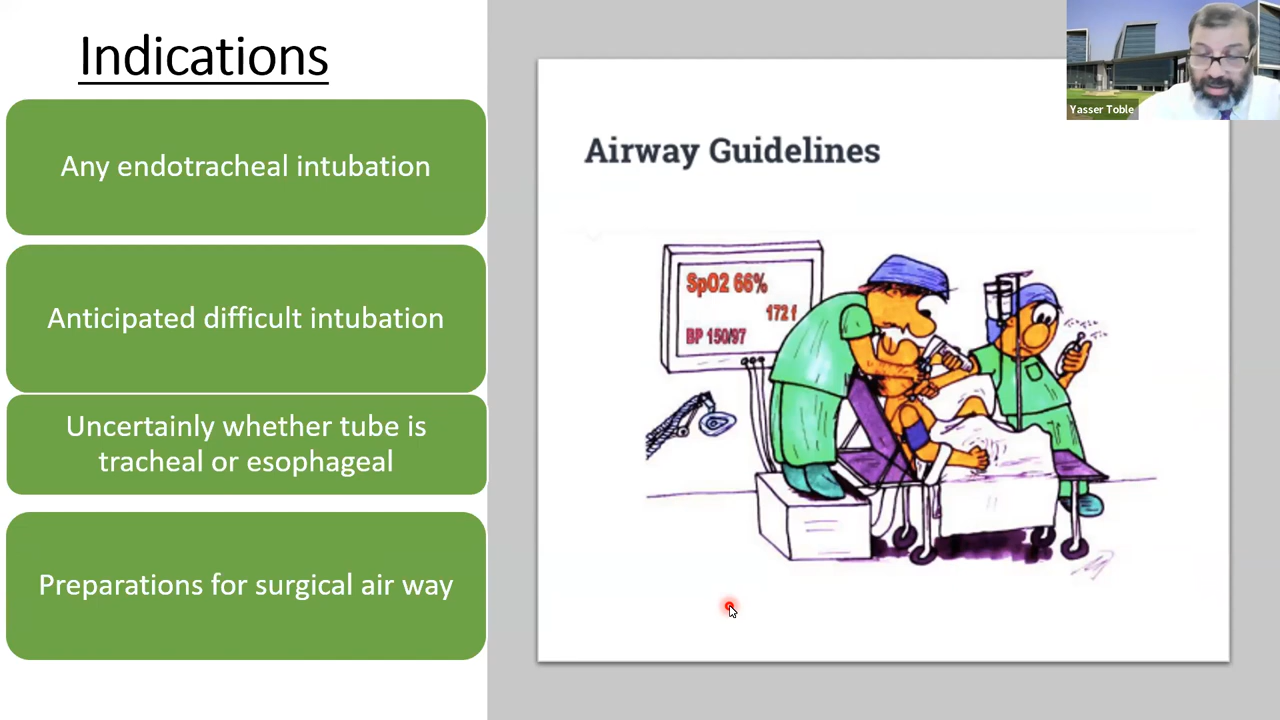 Indications
Any endotracheal intubation
Anticipated difficult intubation
Uncertainly whether tube is
tracheal or esophageal
Preparations for surgical air way
Airway Guidelines
SpO2 66%
172 f
BP 150/97
Yasser Toble